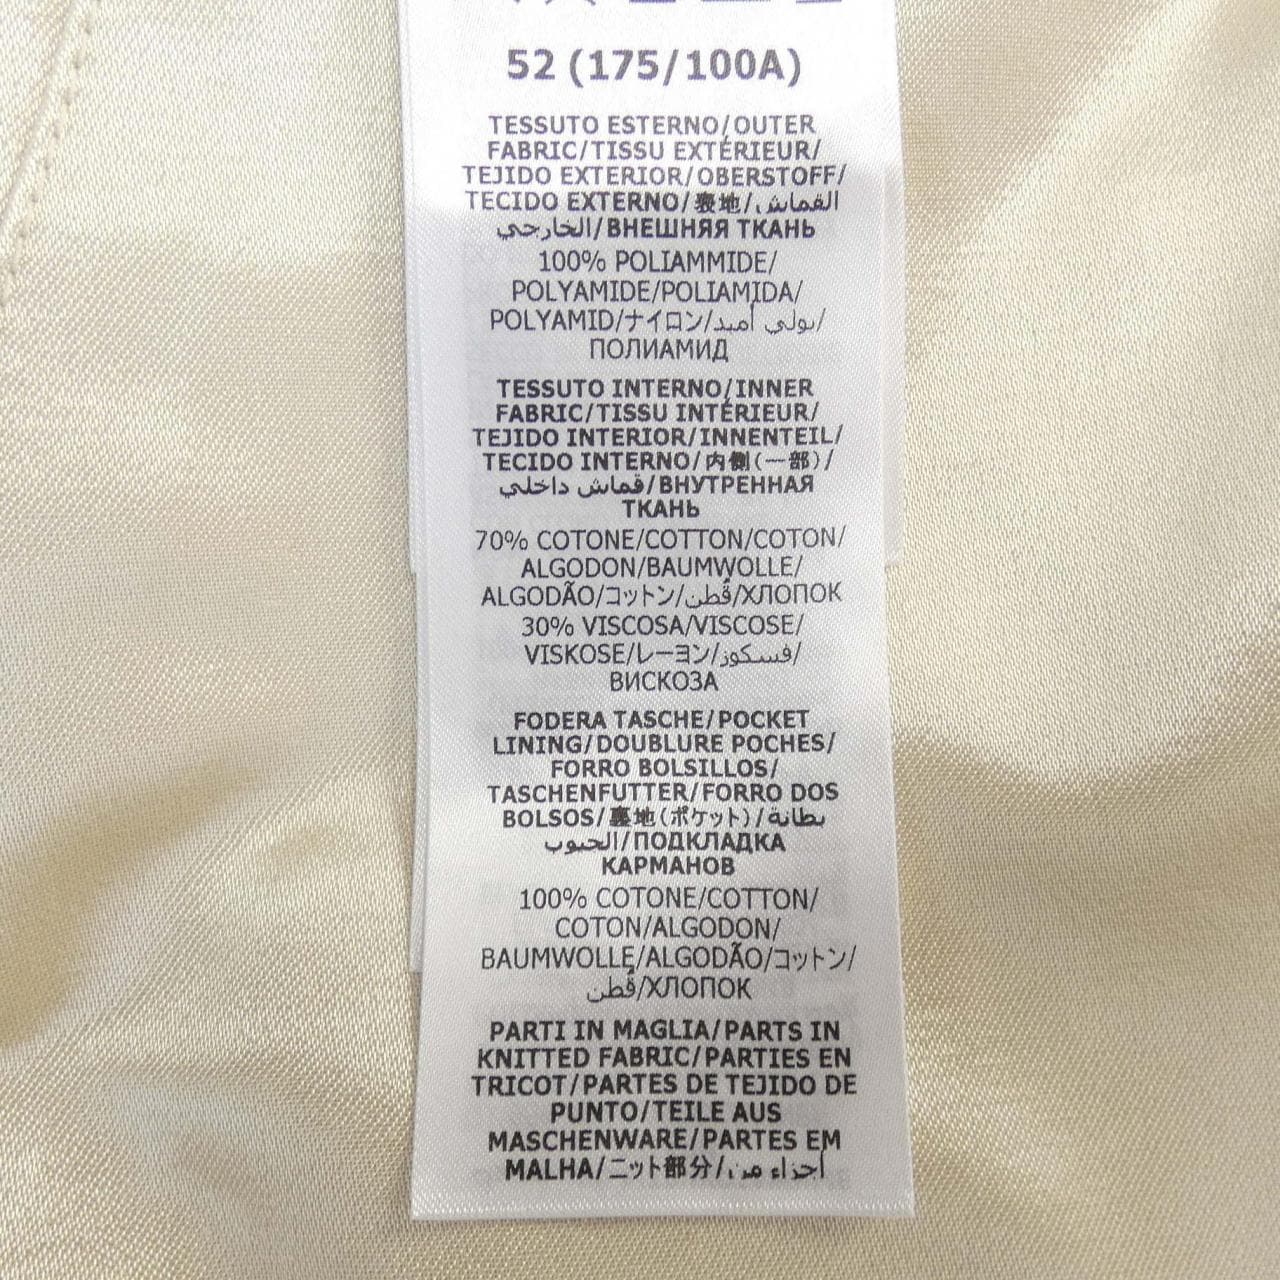 52 (175/100A)
TESSUTO ESTERNO/OUTER
FABRIC/TISSU EXTÉRIEUR/
TEJIDO EXTERIOR/OBERSTOFF/
TECIDO EXTERNO/表地/القماش
الخارجي/ВНЕШНЯЯ ТКАНЬ
100% POLIAMMIDE/
POLYAMIDE/POLIAMIDA/
POLYAMID/ナイロン/بولي أميد/
ПОЛИАМИД
TESSUTO INTERNO/INNER
FABRIC/TISSU INTÉRIEUR/
TEJIDO INTERIOR/INNENTEIL/
TECIDO INTERNO/内側(一部)/
قماش داخلي/ВНУТРЕННАЯ
ТКАНЬ
70% COTONE/COTTON/COTON/
ALGODON/BAUMWOLLE/
ALGODÃO/コットン/قطن/ХЛОПОК
30% VISCOSA/VISCOSE/
VISKOSE/レーヨン/فسكوز/
ВИСКОЗА
FODERA TASCHE/POCKET
LINING/DOUBLURE POCHES/
FORRO BOLSILLOS/
TASCHENFUTTER/FORRO DOS
BOLSOS/裏地(ポケット)/بطانة
الجيوب/ПОДКЛАДКА
КАРМАНОВ
100% COTONE/COTTON/
COTON/ALGODON/
BAUMWOLLE/ALGODÃO/コットン/
قطن/ХЛОПОК
PARTI IN MAGLIA/PARTS IN
KNITTED FABRIC/PARTIES EN
TRICOT/PARTES DE TEJIDO DE
PUNTO/TEILE AUS
MASCHENWARE/PARTES EM
MALHA/ニット部分/أجزاء من